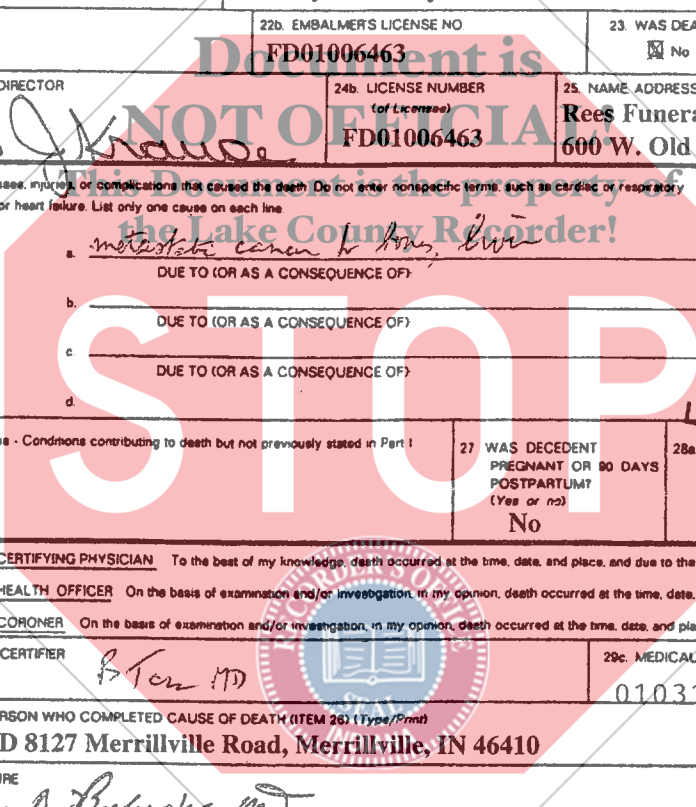 22b. EMBALMER'S LICENSE NO.
FD01006463
23. WAS DEA
No
Document is
NOT OFFICIAL!
This Document is the property of
the Lake County Recorder!
DIRECTOR
J Krause
24b. LICENSE NUMBER
(of Licensee)
FD01006463
25. NAME ADDRESS
Rees Funera
600 W. Old
ses, injuries, or complications that caused the death. Do not enter nonspecific terms, such as cardiac or respiratory
or heart failure. List only one cause on each line.
a. metastatic cancer to
DUE TO (OR AS A CONSEQUENCE OF):
b.
DUE TO (OR AS A CONSEQUENCE OF):
c.
DUE TO (OR AS A CONSEQUENCE OF):
d.
STOP
s - Conditions contributing to death but not previously stated in Part I
27 WAS DECEDENT
PREGNANT OR 90 DAYS
POSTPARTUM?
(Yes or no)
No
28a
CERTIFYING PHYSICIAN To the best of my knowledge, death occurred at the time, date, and place, and due to the
HEALTH OFFICER On the basis of examination and/or investigation, in my opinion, death occurred at the time, date,
CORONER On the basis of examination and/or investigation, in my opinion, death occurred at the time, date, and pla
RECORDER'S OFFICE
SEAL
INDIANA
CERTIFIER
MD
29c. MEDICAL
0103
RSON WHO COMPLETED CAUSE OF DEATH (ITEM 26) (Type/Print)
D 8127 Merrillville Road, Merrillville, IN 46410
URE